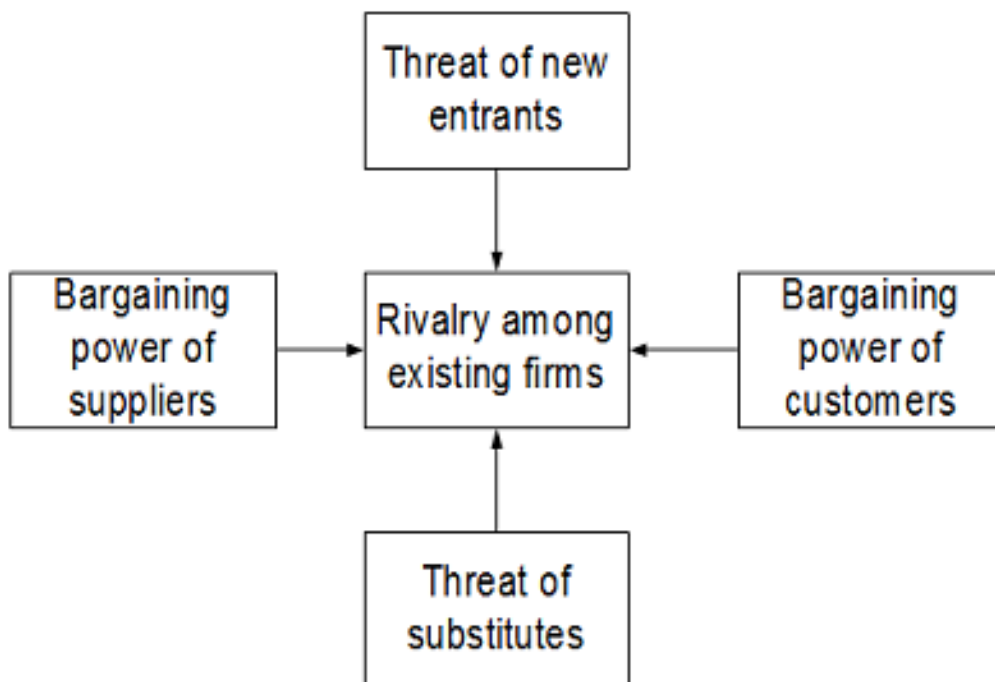 Threat of new
entrants
Bargaining
power of
suppliers
Rivalry among
existing firms
Bargaining
power of
customers
Threat of
substitutes